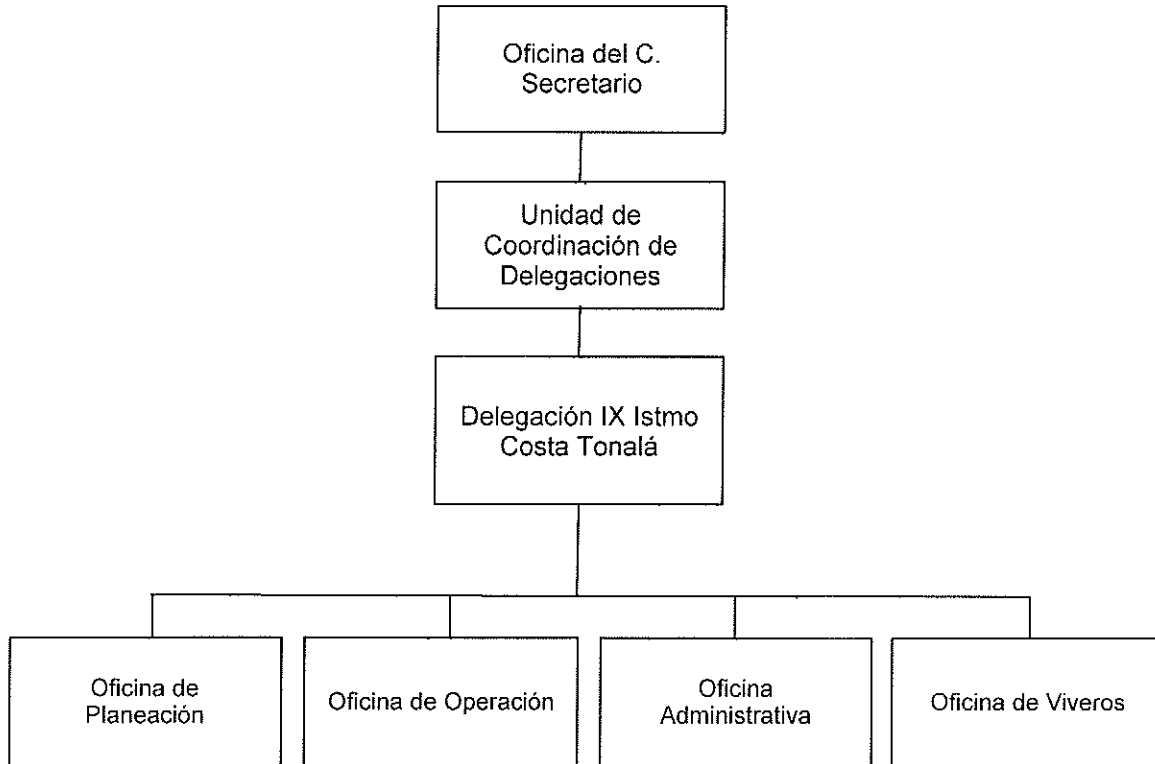 Oficina del C.
Secretario
Unidad de
Coordinación de
Delegaciones
Delegación IX Istmo
Costa Tonalá
Oficina de
Planeación
Oficina de Operación
Oficina
Administrativa
Oficina de Viveros